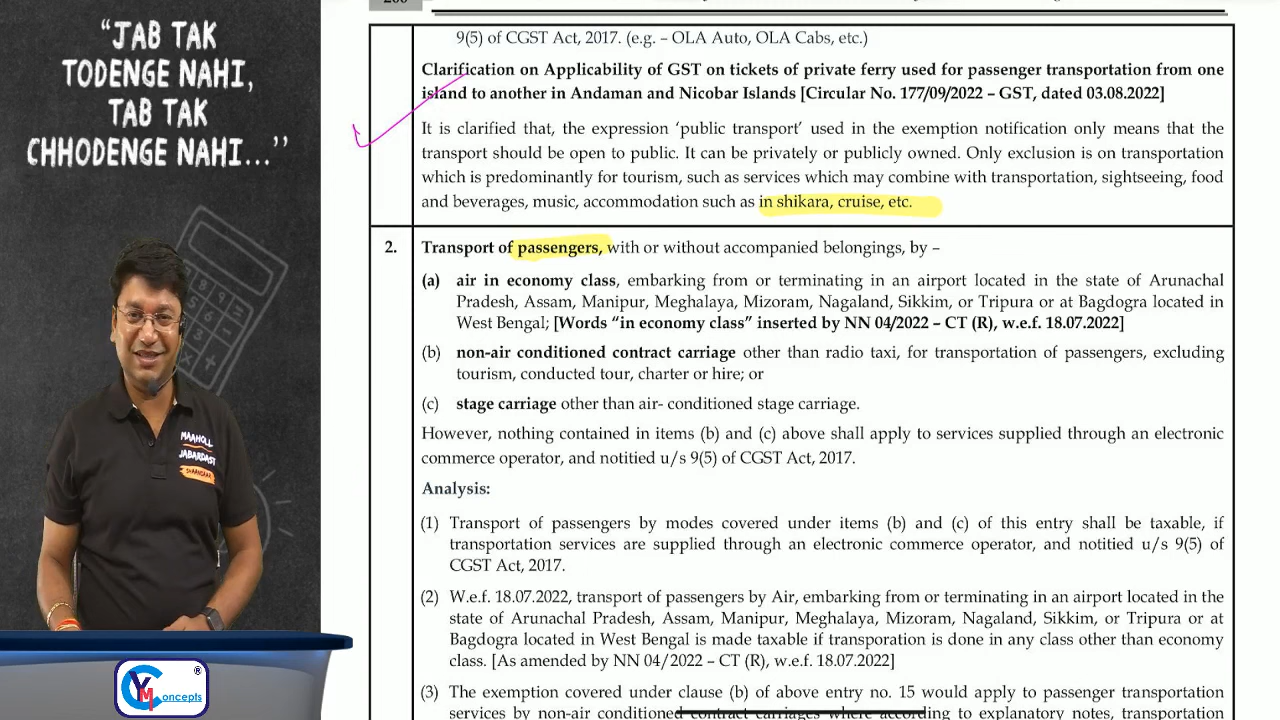 “JAB TAK
TODENGE NAHI,
TAB TAK
CHHODENGE NAHI...’’
MAAHOLL
JABARDAST
CYM Concepts ®
9(5) of CGST Act, 2017. (e.g. – OLA Auto, OLA Cabs, etc.)
Clarification on Applicability of GST on tickets of private ferry used for passenger transportation from one
island to another in Andaman and Nicobar Islands [Circular No. 177/09/2022 – GST, dated 03.08.2022]
It is clarified that, the expression ‘public transport’ used in the exemption notification only means that the
transport should be open to public. It can be privately or publicly owned. Only exclusion is on transportation
which is predominantly for tourism, such as services which may combine with transportation, sightseeing, food
and beverages, music, accommodation such as in shikara, cruise, etc.
2. Transport of passengers, with or without accompanied belongings, by –
(a) air in economy class, embarking from or terminating in an airport located in the state of Arunachal
Pradesh, Assam, Manipur, Meghalaya, Mizoram, Nagaland, Sikkim, or Tripura or at Bagdogra located in
West Bengal; [Words “in economy class” inserted by NN 04/2022 – CT (R), w.e.f. 18.07.2022]
(b) non-air conditioned contract carriage other than radio taxi, for transportation of passengers, excluding
tourism, conducted tour, charter or hire; or
(c) stage carriage other than air- conditioned stage carriage.
However, nothing contained in items (b) and (c) above shall apply to services supplied through an electronic
commerce operator, and notitied u/s 9(5) of CGST Act, 2017.
Analysis:
(1) Transport of passengers by modes covered under items (b) and (c) of this entry shall be taxable, if
transportation services are supplied through an electronic commerce operator, and notitied u/s 9(5) of
CGST Act, 2017.
(2) W.e.f. 18.07.2022, transport of passengers by Air, embarking from or terminating in an airport located in the
state of Arunachal Pradesh, Assam, Manipur, Meghalaya, Mizoram, Nagaland, Sikkim, or Tripura or at
Bagdogra located in West Bengal is made taxable if transporation is done in any class other than economy
class. [As amended by NN 04/2022 – CT (R), w.e.f. 18.07.2022]
(3) The exemption covered under clause (b) of above entry no. 15 would apply to passenger transportation
services by non-air conditioned contract carriages where according to explanatory notes, transportation